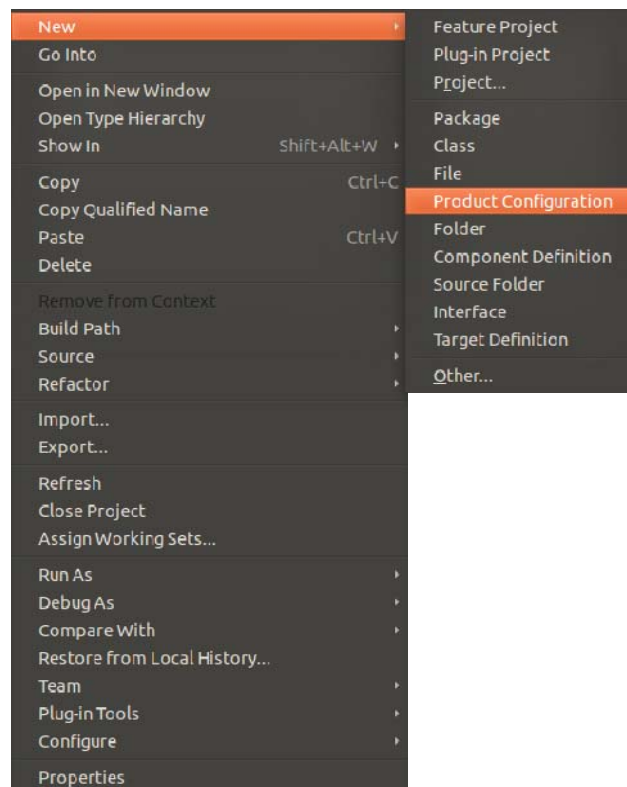 New
Go Into
Open in New Window
Open Type Hierarchy
Show In Shift+Alt+W
Copy Ctrl+C
Copy Qualified Name
Paste Ctrl+V
Delete
Remove from Context
Build Path
Source
Refactor
Import...
Export...
Refresh
Close Project
Assign Working Sets...
Run As
Debug As
Compare With
Restore from Local History...
Team
Plug-in Tools
Configure
Properties
Feature Project
Plug-in Project
Project...
Package
Class
File
Product Configuration
Folder
Component Definition
Source Folder
Interface
Target Definition
Other...